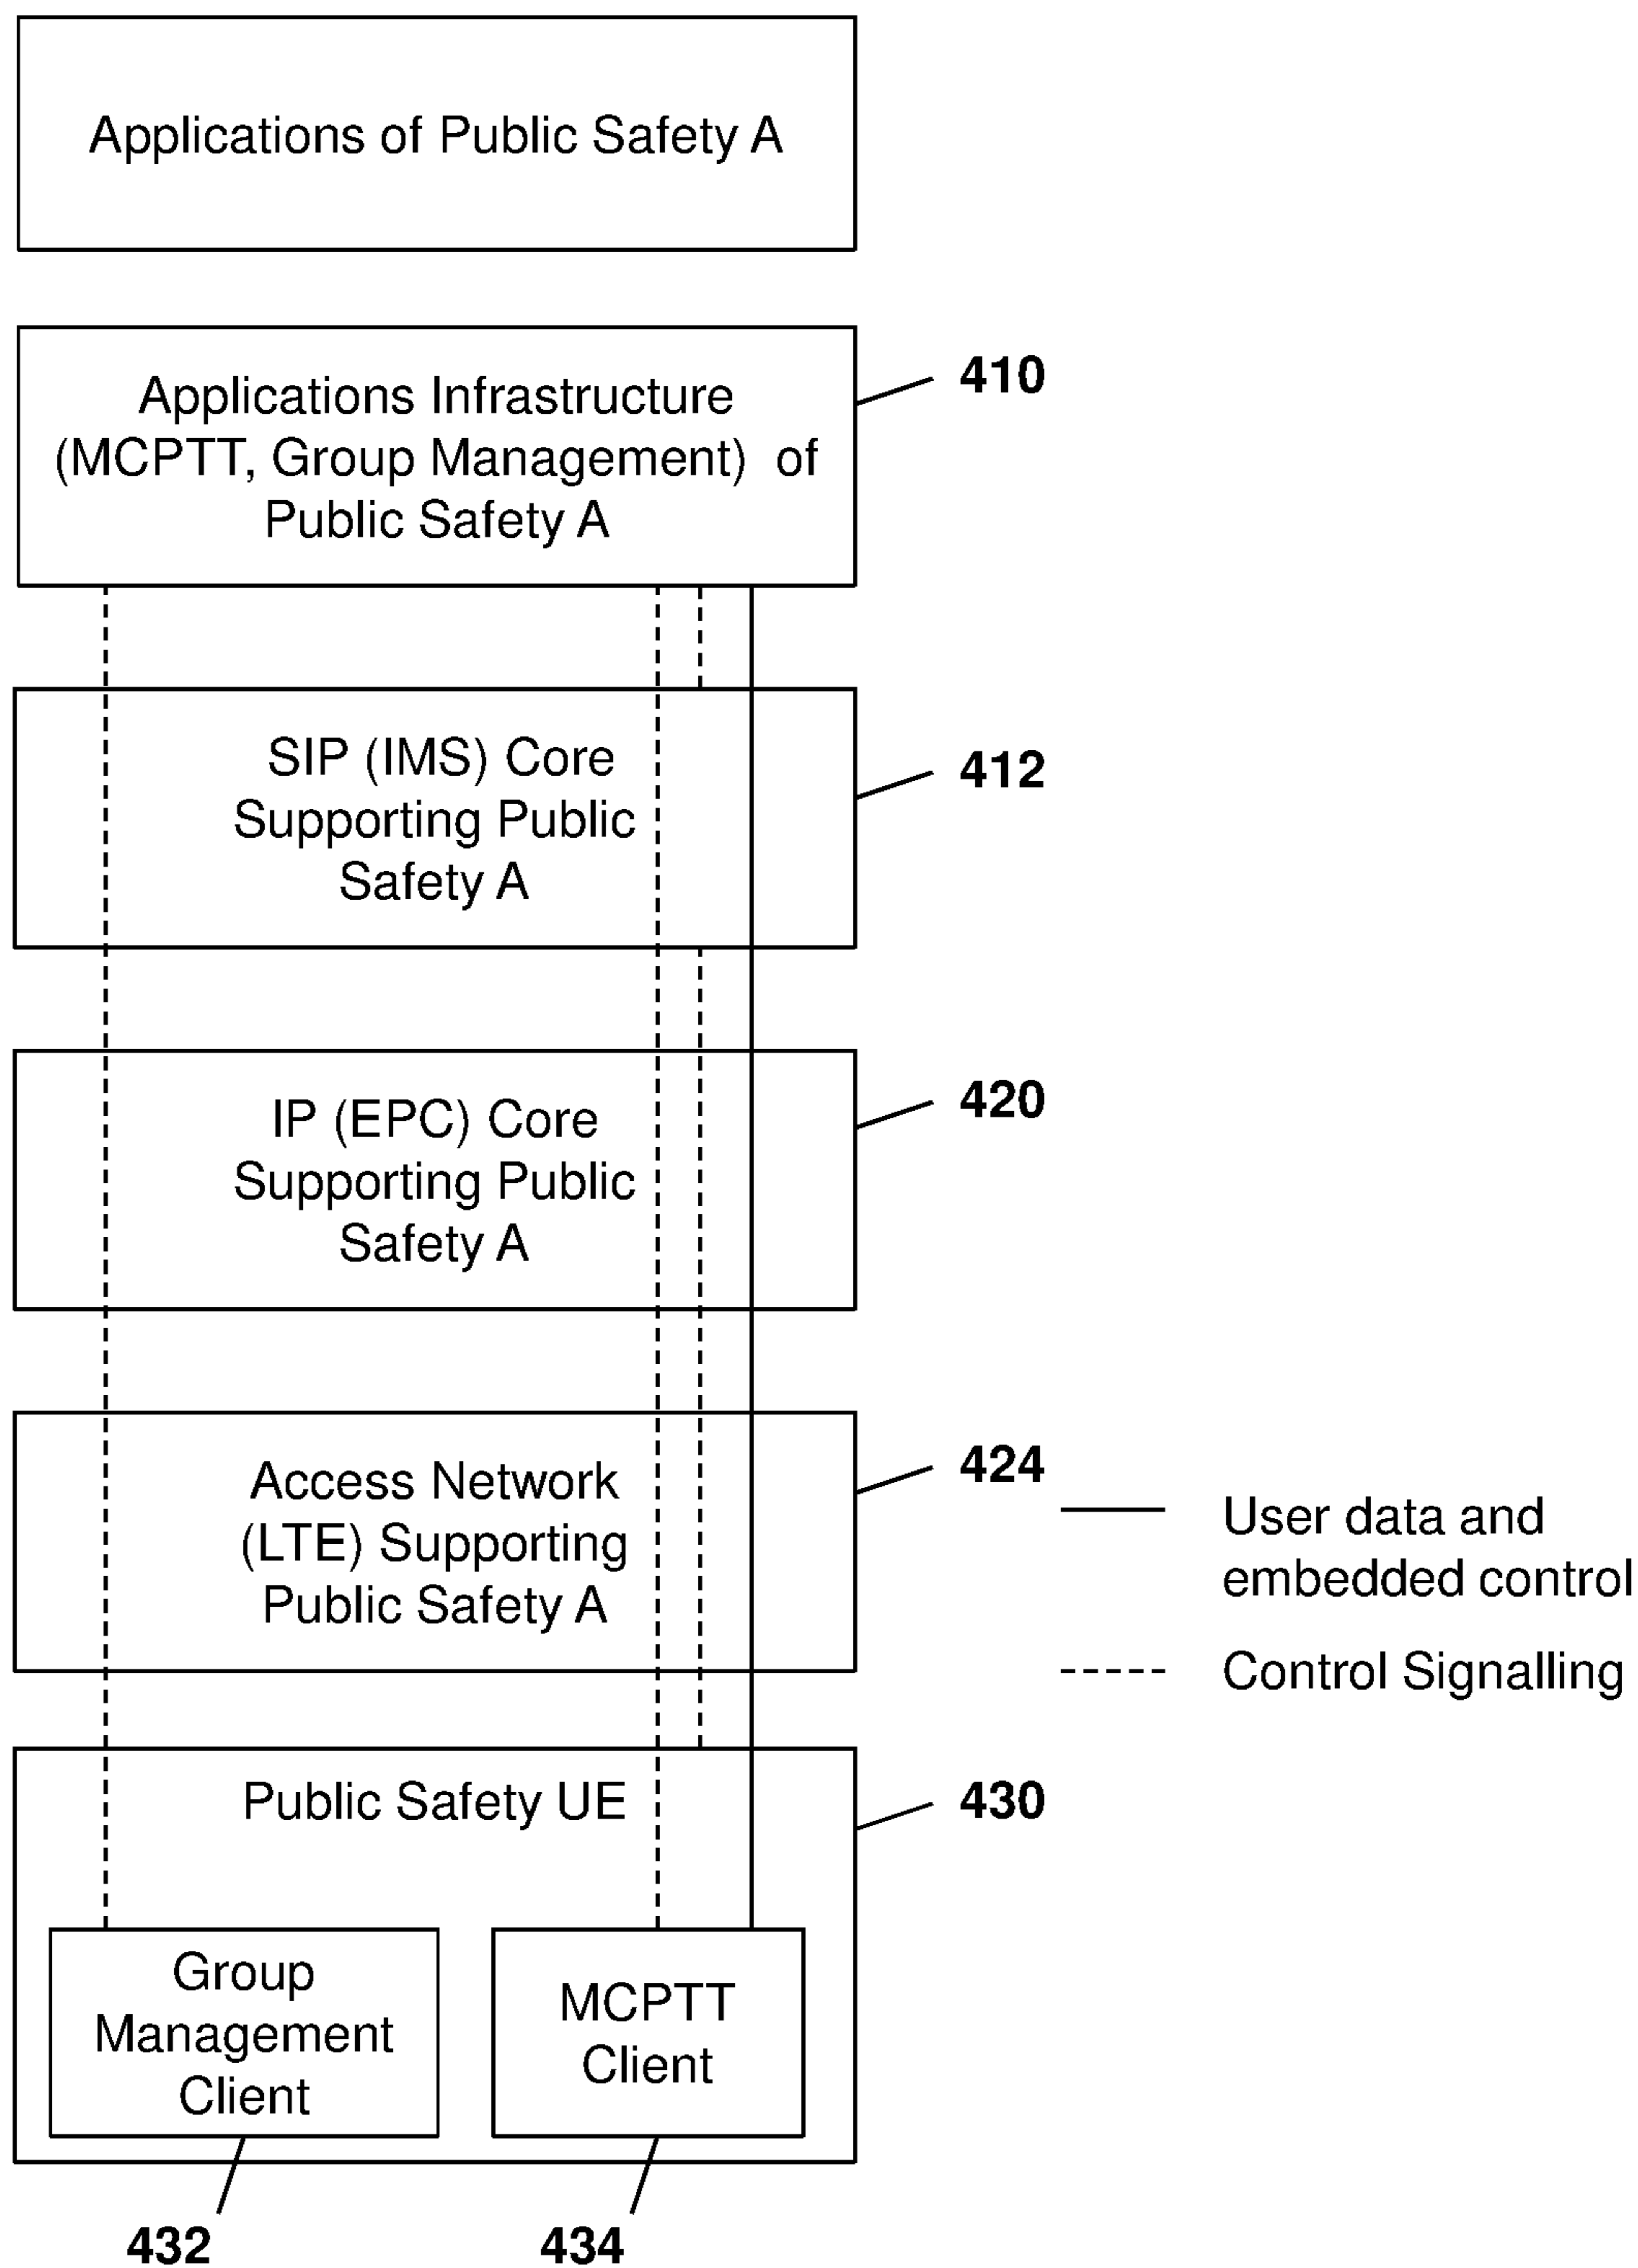 Applications of Public Safety A
Applications Infrastructure
(MCPTT, Group Management) of
Public Safety A
410
SIP (IMS) Core
Supporting Public
Safety A
412
IP (EPC) Core
Supporting Public
Safety A
420
Access Network
(LTE) Supporting
Public Safety A
424
User data and
embedded control
Control Signalling
Public Safety UE
430
Group
Management
Client
MCPTT
Client
432
434